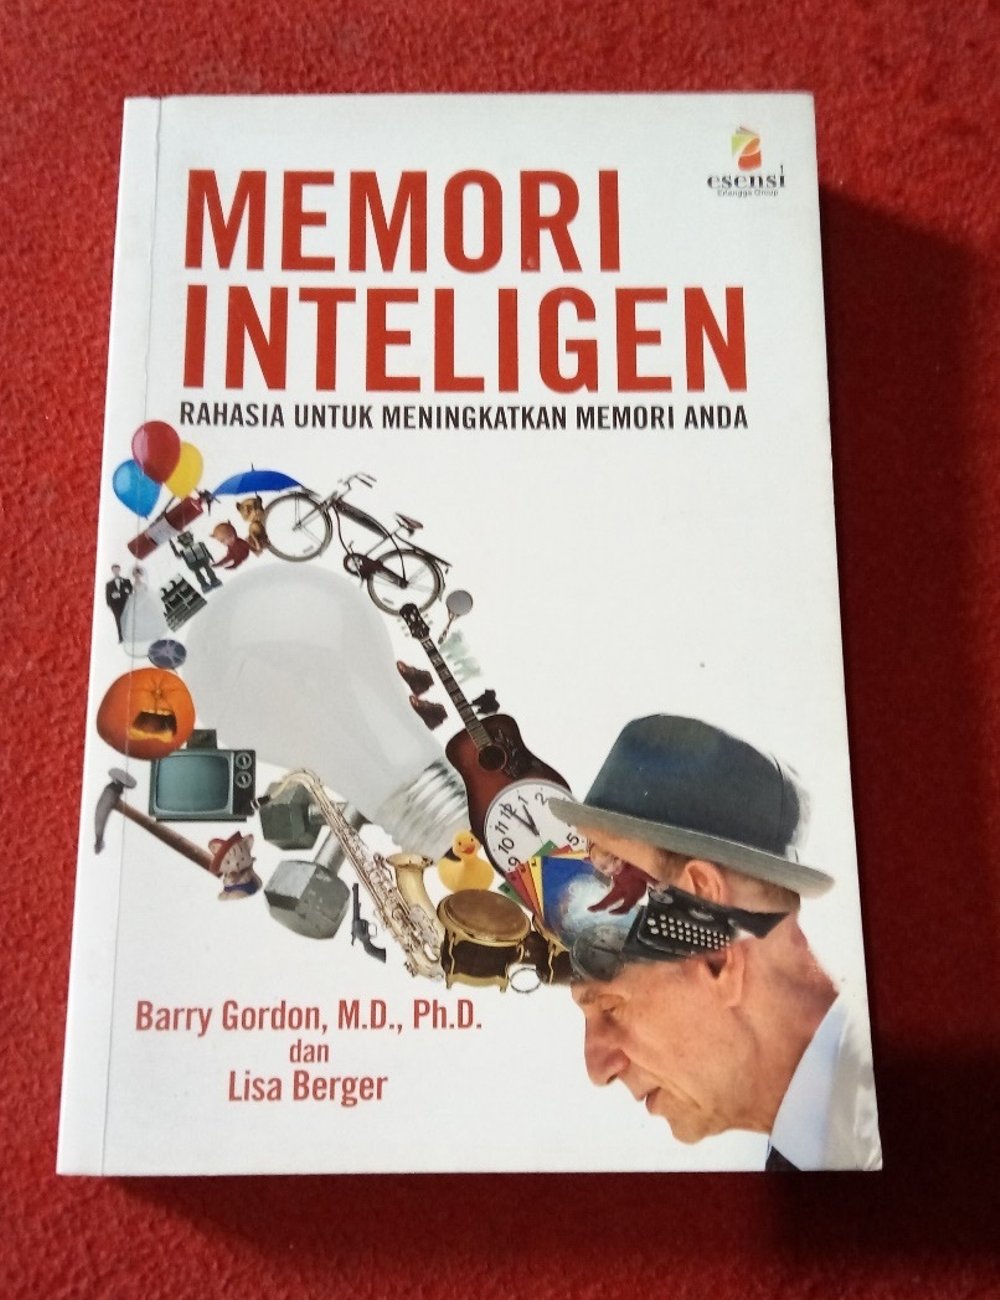 esensi
Erlangga Group
MEMORI
INTELIGEN
RAHASIA UNTUK MENINGKATKAN MEMORI ANDA
Barry Gordon, M.D., Ph.D.
dan
Lisa Berger